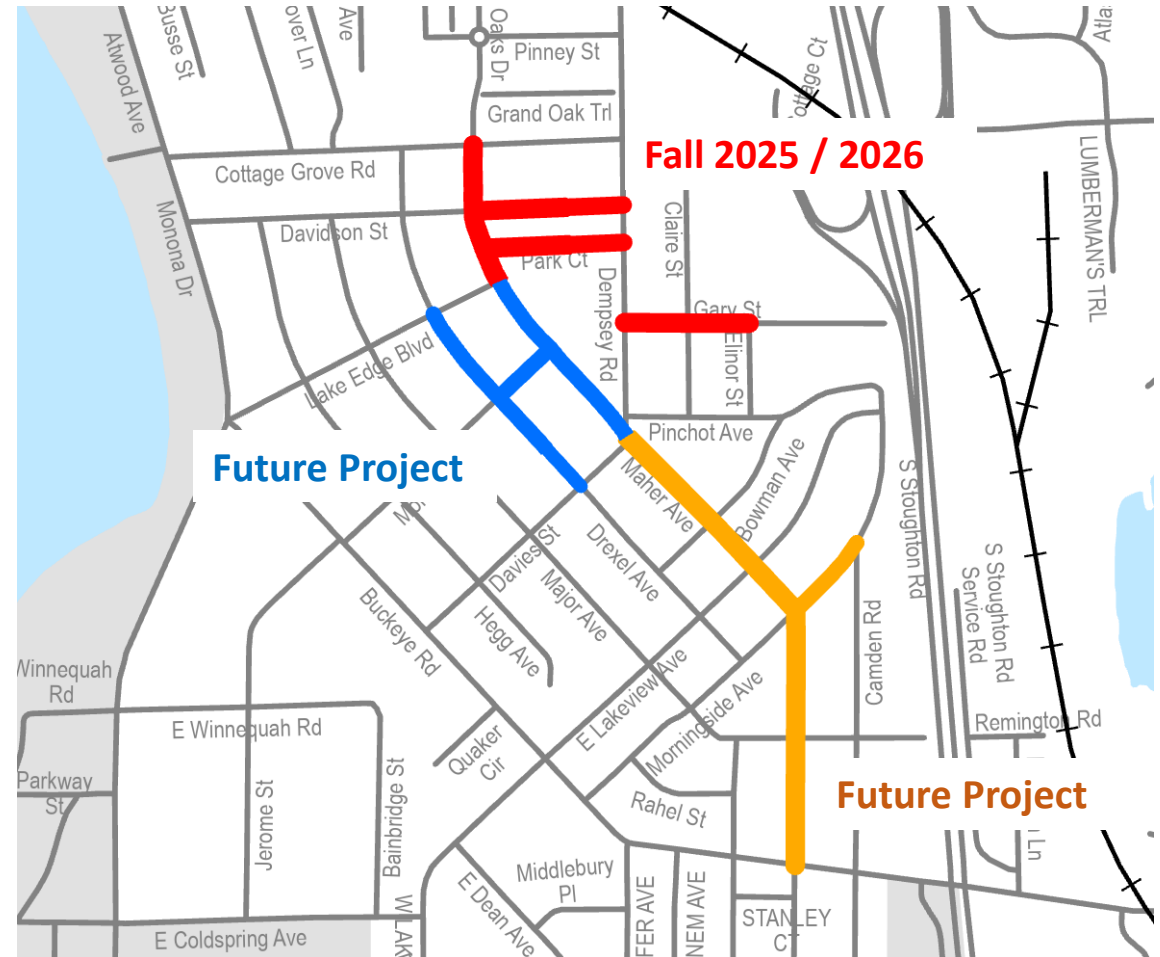 Busse St
over Ln
Ave
Oaks Dr
Pinney St
Grand Oak Trl
Atwood Ave
Cottage Ct
Atla
Fall 2025 / 2026
Cottage Grove Rd
LUMBERMAN'S TRL
Monona Dr
Davidson St
Claire St
Park Ct
Dempsey Rd
Gary St
Elinor St
Lake Edge Blvd
Pinchot Ave
Future Project
Maher Ave
Bowman Ave
S Stoughton Rd
Davies St
Drexel Ave
Major Ave
S Stoughton Rd
Service Rd
Buckeye Rd
Hegg Ave
Camden Rd
Winnequah
Rd
E Winnequah Rd
E Lakeview Ave
Morningside Ave
Remington Rd
Quaker
Cir
Parkway
St
Jerome St
Bainbridge St
Rahel St
Future Project
Ln
Middlebury
Pl
E Dean Ave
W LAK
FER AVE
NEM AVE
STANLEY
CT
E Coldspring Ave